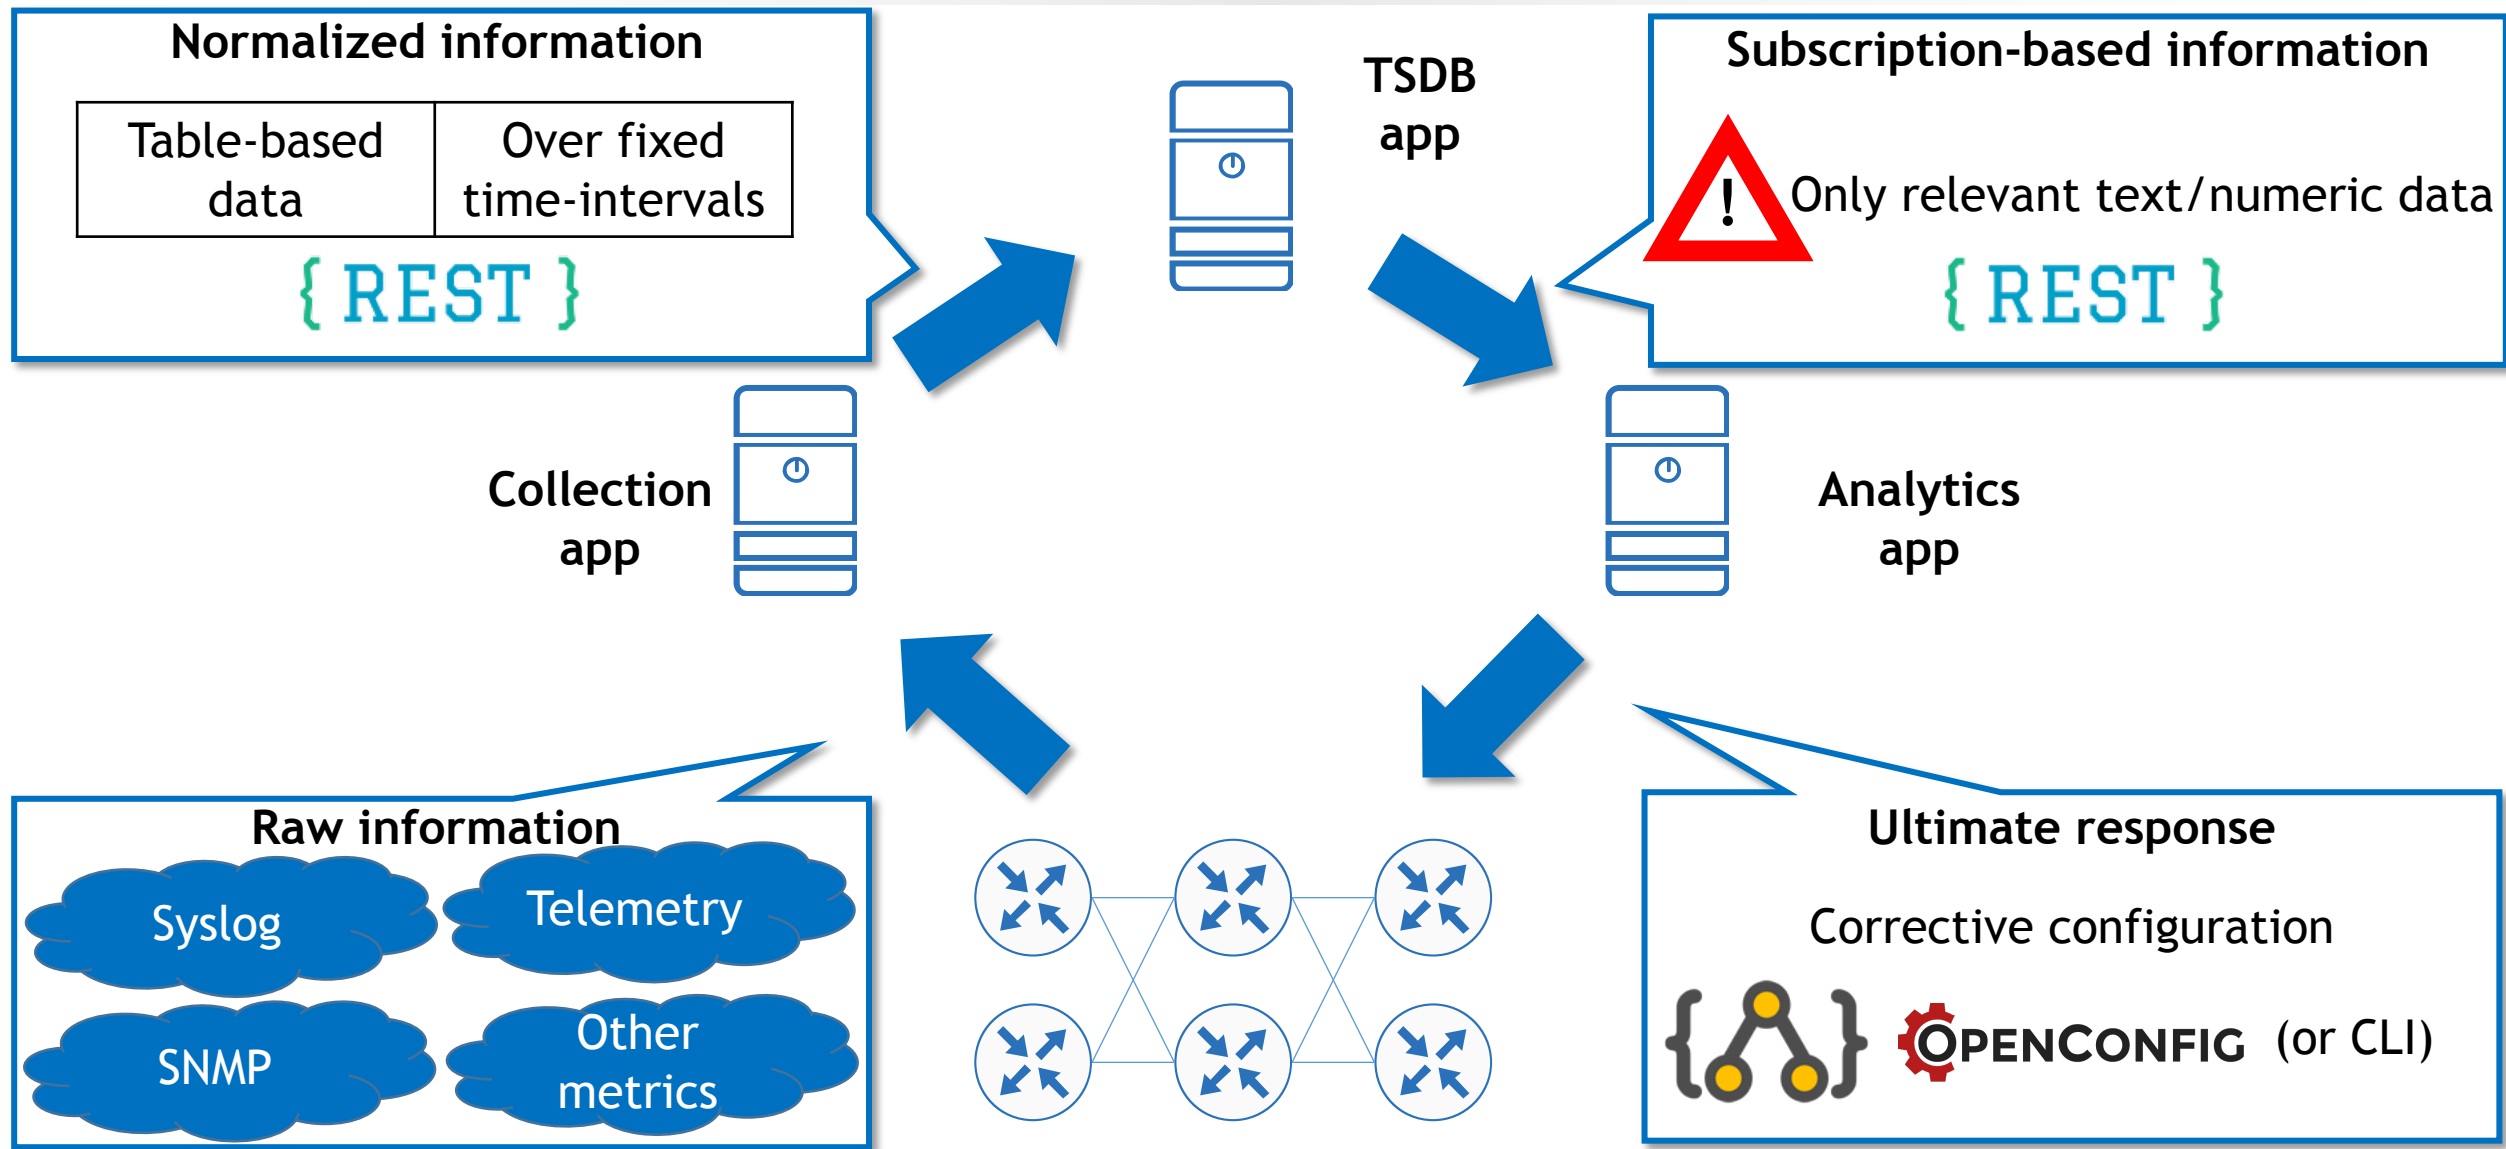 Normalized information
Table-based
data
Over fixed
time-intervals
{ REST }
TSDB
app
Subscription-based information
!
Only relevant text/numeric data
{ REST }
Collection
app
Analytics
app
Raw information
Syslog
Telemetry
SNMP
Other
metrics
Ultimate response
Corrective configuration
OPENCONFIG (or CLI)